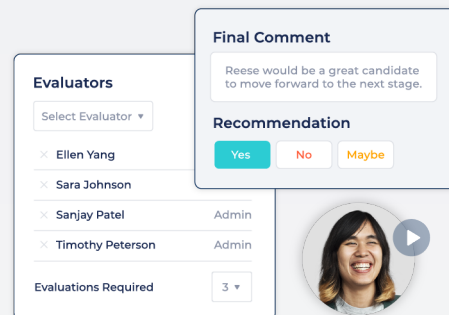 Final Comment
Reese would be a great candidate
to move forward to the next stage.
Recommendation
Yes No Maybe
Evaluators
Select Evaluator ▼
× Ellen Yang
× Sara Johnson
× Sanjay Patel Admin
× Timothy Peterson Admin
Evaluations Required 3 ▼